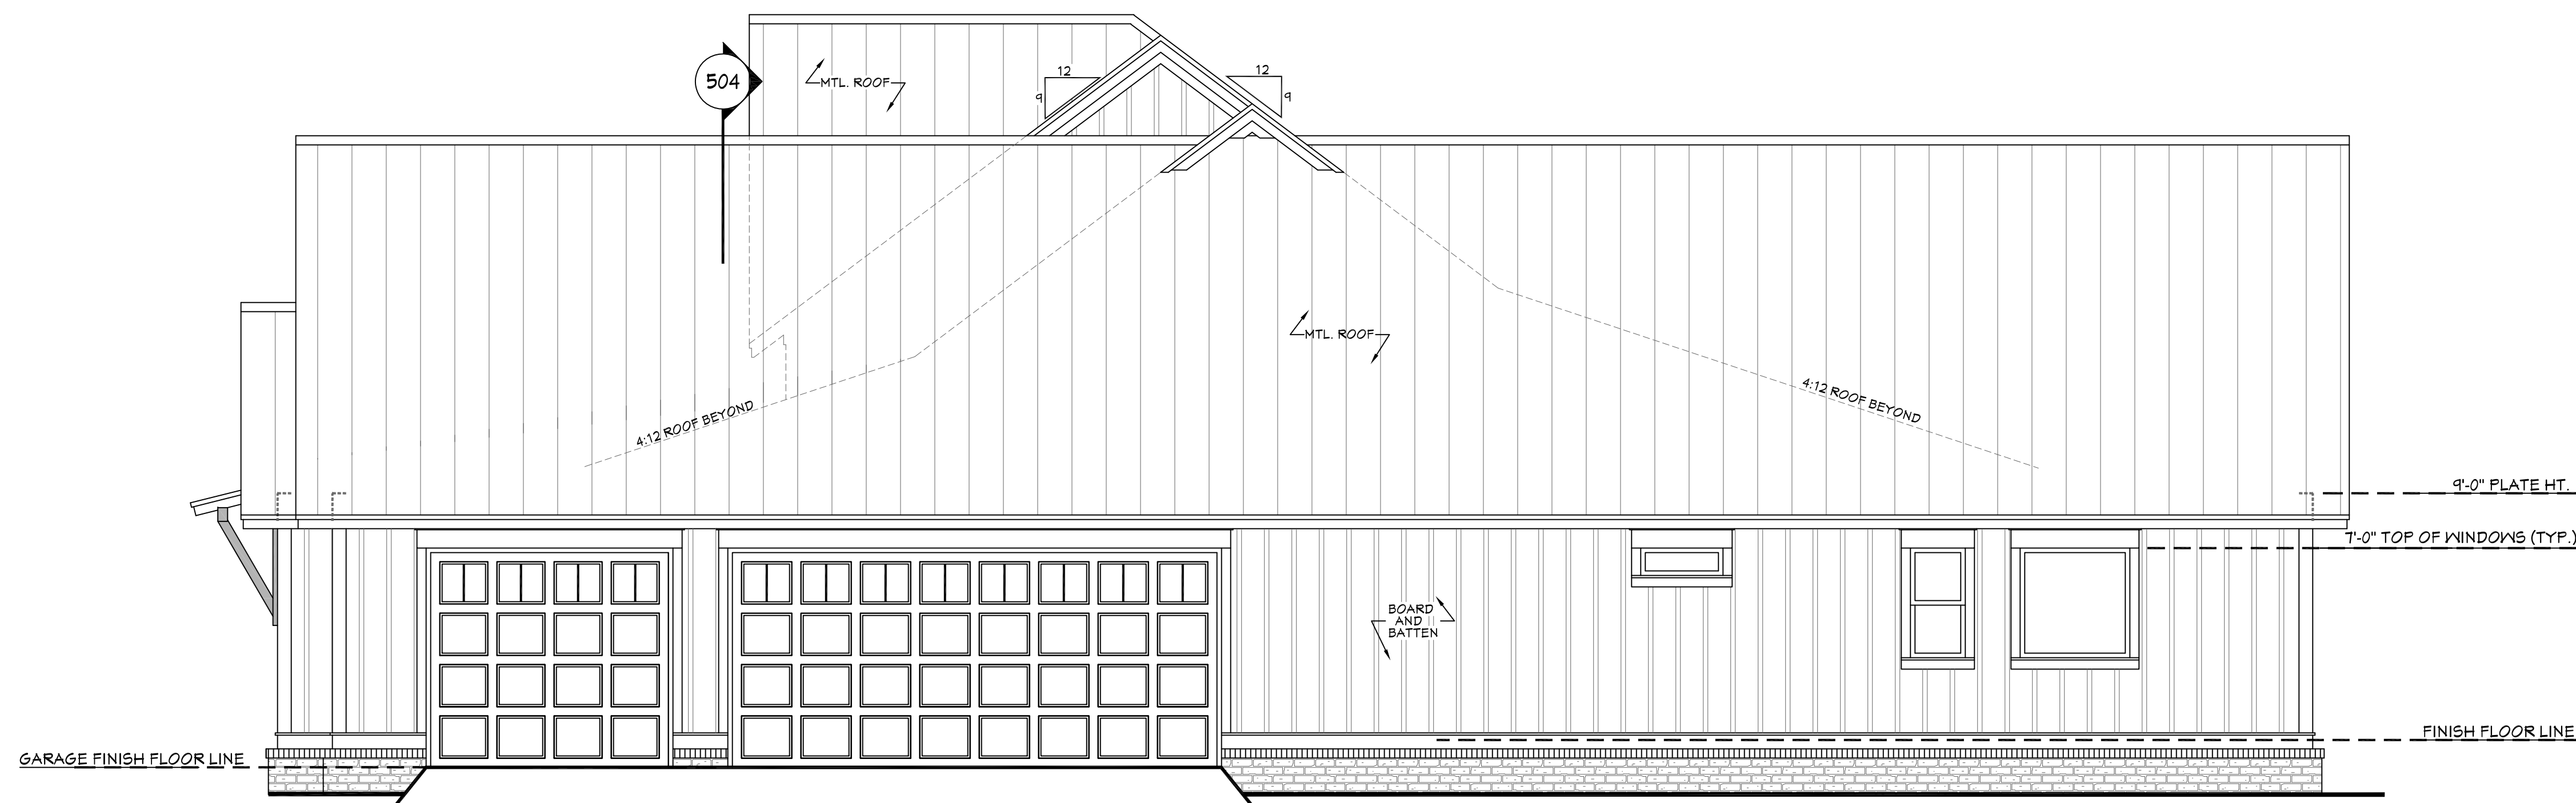 504
MTL. ROOF
12
9
12
9
MTL. ROOF
4:12 ROOF BEYOND
4:12 ROOF BEYOND
9'-0" PLATE HT.
7'-0" TOP OF WINDOWS (TYP.)
BOARD
AND
BATTEN
FINISH FLOOR LINE
GARAGE FINISH FLOOR LINE